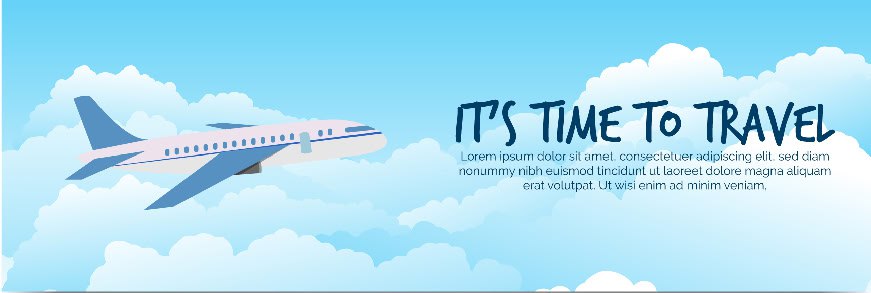 IT'S TIME TO TRAVEL
Lorem ipsum dolor sit amet, consectetuer adipiscing elit, sed diam
nonummy nibh euismod tincidunt ut laoreet dolore magna aliquam
erat volutpat. Ut wisi enim ad minim veniam,